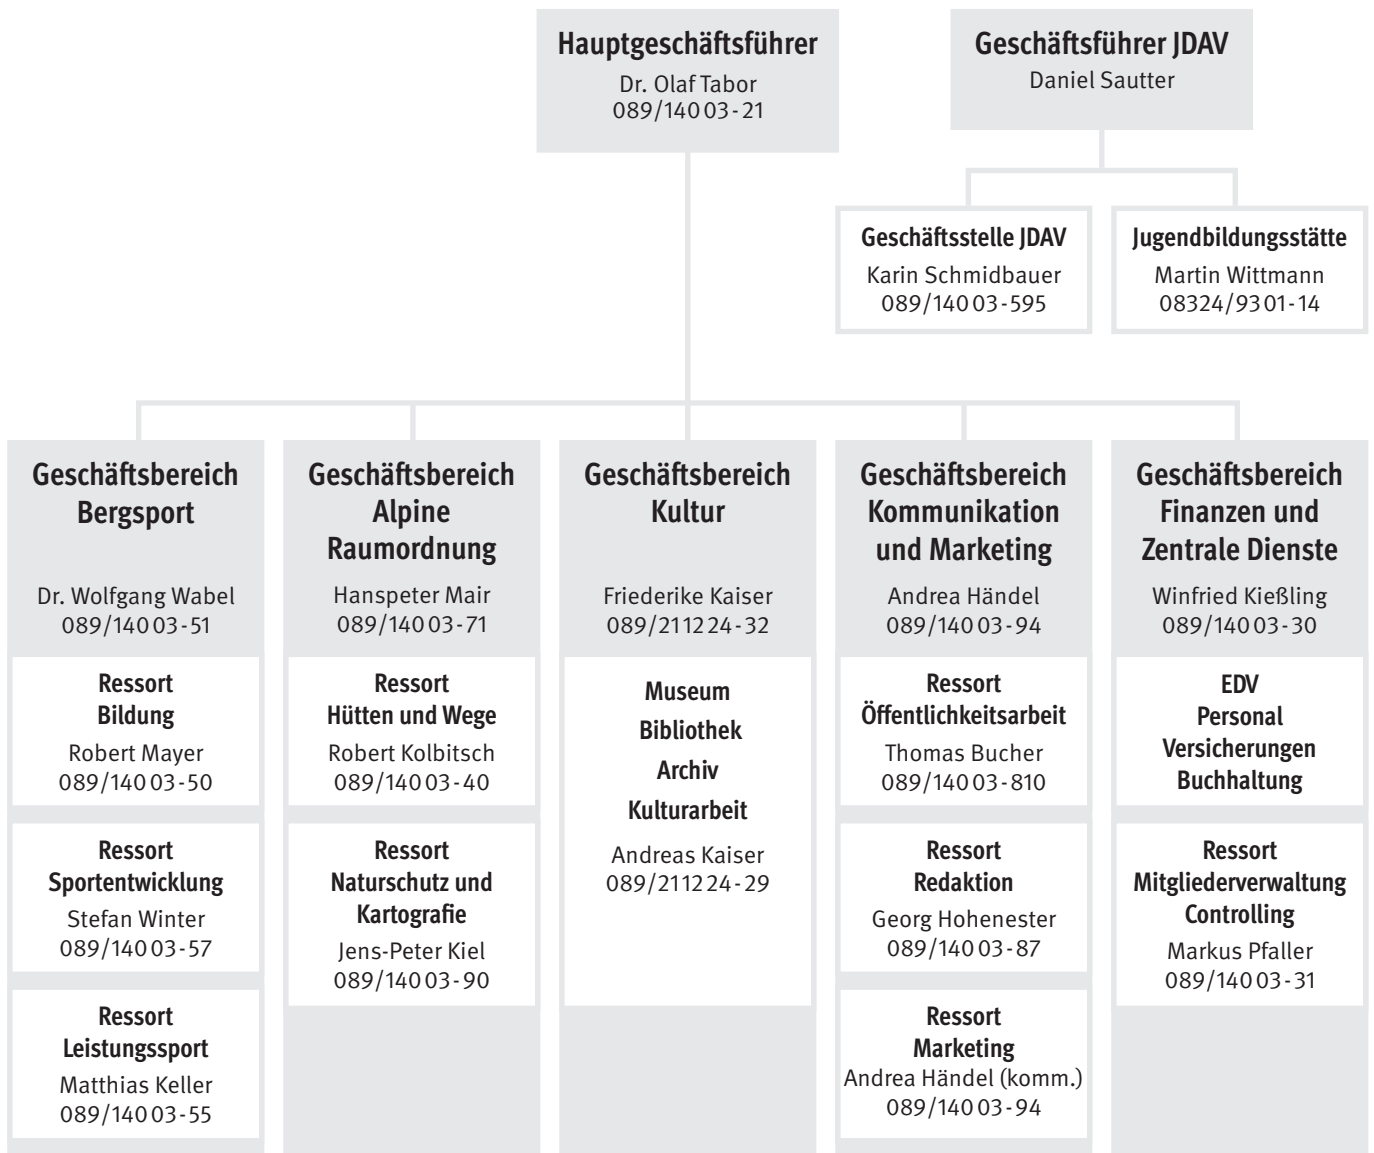 Hauptgeschäftsführer
Dr. Olaf Tabor
089/140 03-21
Geschäftsführer JDAV
Daniel Sautter
Geschäftsstelle JDAV
Karin Schmidbauer
089/140 03-595
Jugendbildungsstätte
Martin Wittmann
08324/93 01-14
Geschäftsbereich
Bergsport
Dr. Wolfgang Wabel
089/140 03-51
Ressort
Bildung
Robert Mayer
089/140 03-50
Ressort
Sportentwicklung
Stefan Winter
089/140 03-57
Ressort
Leistungssport
Matthias Keller
089/140 03-55
Geschäftsbereich
Alpine
Raumordnung
Hanspeter Mair
089/140 03-71
Ressort
Hütten und Wege
Robert Kolbitsch
089/140 03-40
Ressort
Naturschutz und
Kartografie
Jens-Peter Kiel
089/140 03-90
Geschäftsbereich
Kultur
Friederike Kaiser
089/21 12 24-32
Museum
Bibliothek
Archiv
Kulturarbeit
Andreas Kaiser
089/21 12 24-29
Geschäftsbereich
Kommunikation
und Marketing
Andrea Händel
089/140 03-94
Ressort
Öffentlichkeitsarbeit
Thomas Bucher
089/140 03-810
Ressort
Redaktion
Georg Hohenester
089/140 03-87
Ressort
Marketing
Andrea Händel (komm.)
089/140 03-94
Geschäftsbereich
Finanzen und
Zentrale Dienste
Winfried Kießling
089/140 03-30
EDV
Personal
Versicherungen
Buchhaltung
Ressort
Mitgliederverwaltung
Controlling
Markus Pfaller
089/140 03-31